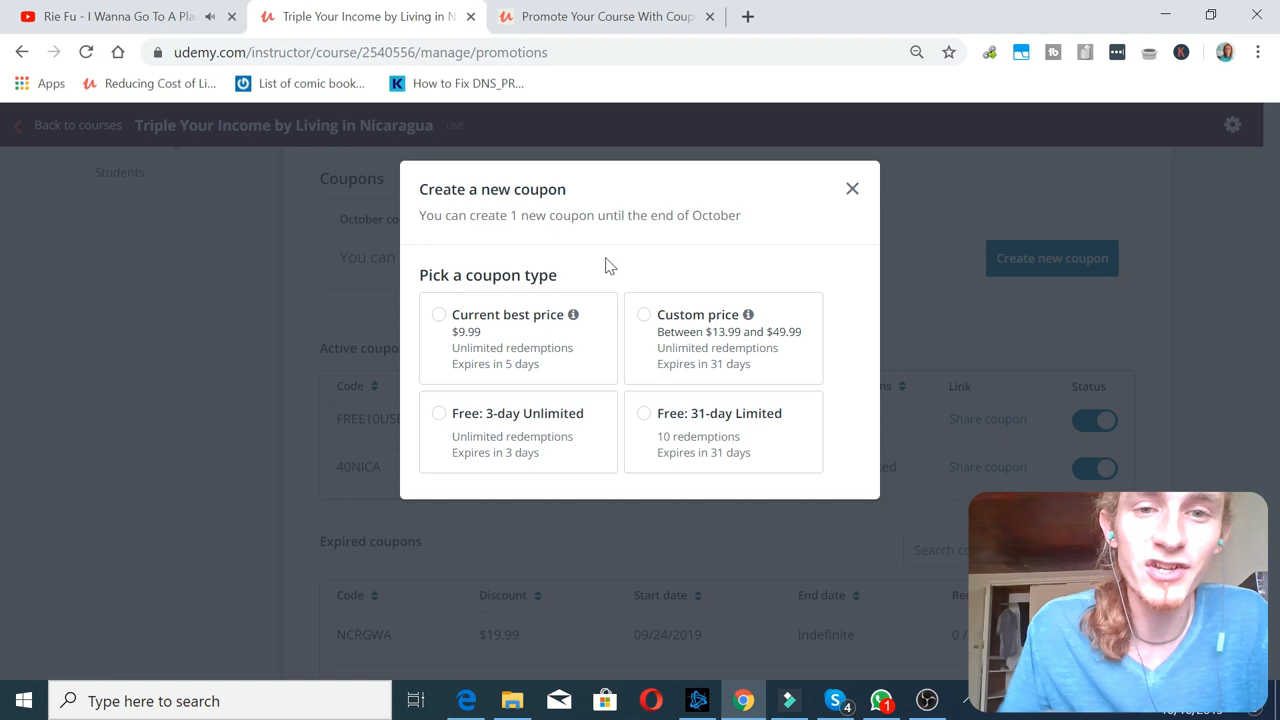 Rie Fu - I Wanna Go To A Pla
Triple Your Income by Living in N
Promote Your Course With Coup
udemy.com/instructor/course/2540556/manage/promotions
Apps
Reducing Cost of Li...
List of comic book...
How to Fix DNS_PR...
Back to courses
Triple Your Income by Living in Nicaragua
LIVE
Students
Coupons
October co
You can
Create new coupon
Create a new coupon
You can create 1 new coupon until the end of October
Pick a coupon type
Current best price
$9.99
Unlimited redemptions
Expires in 5 days
Custom price
Between $13.99 and $49.99
Unlimited redemptions
Expires in 31 days
Free: 3-day Unlimited
Unlimited redemptions
Expires in 3 days
Free: 31-day Limited
10 redemptions
Expires in 31 days
Active coupo
Code
ns
Link
Status
FREE10USE
Share coupon
40NICA
ed
Share coupon
Expired coupons
Search co
Code
Discount
Start date
End date
Re
NCRGWA
$19.99
09/24/2019
Indefinite
0 /
Type here to search
4
1